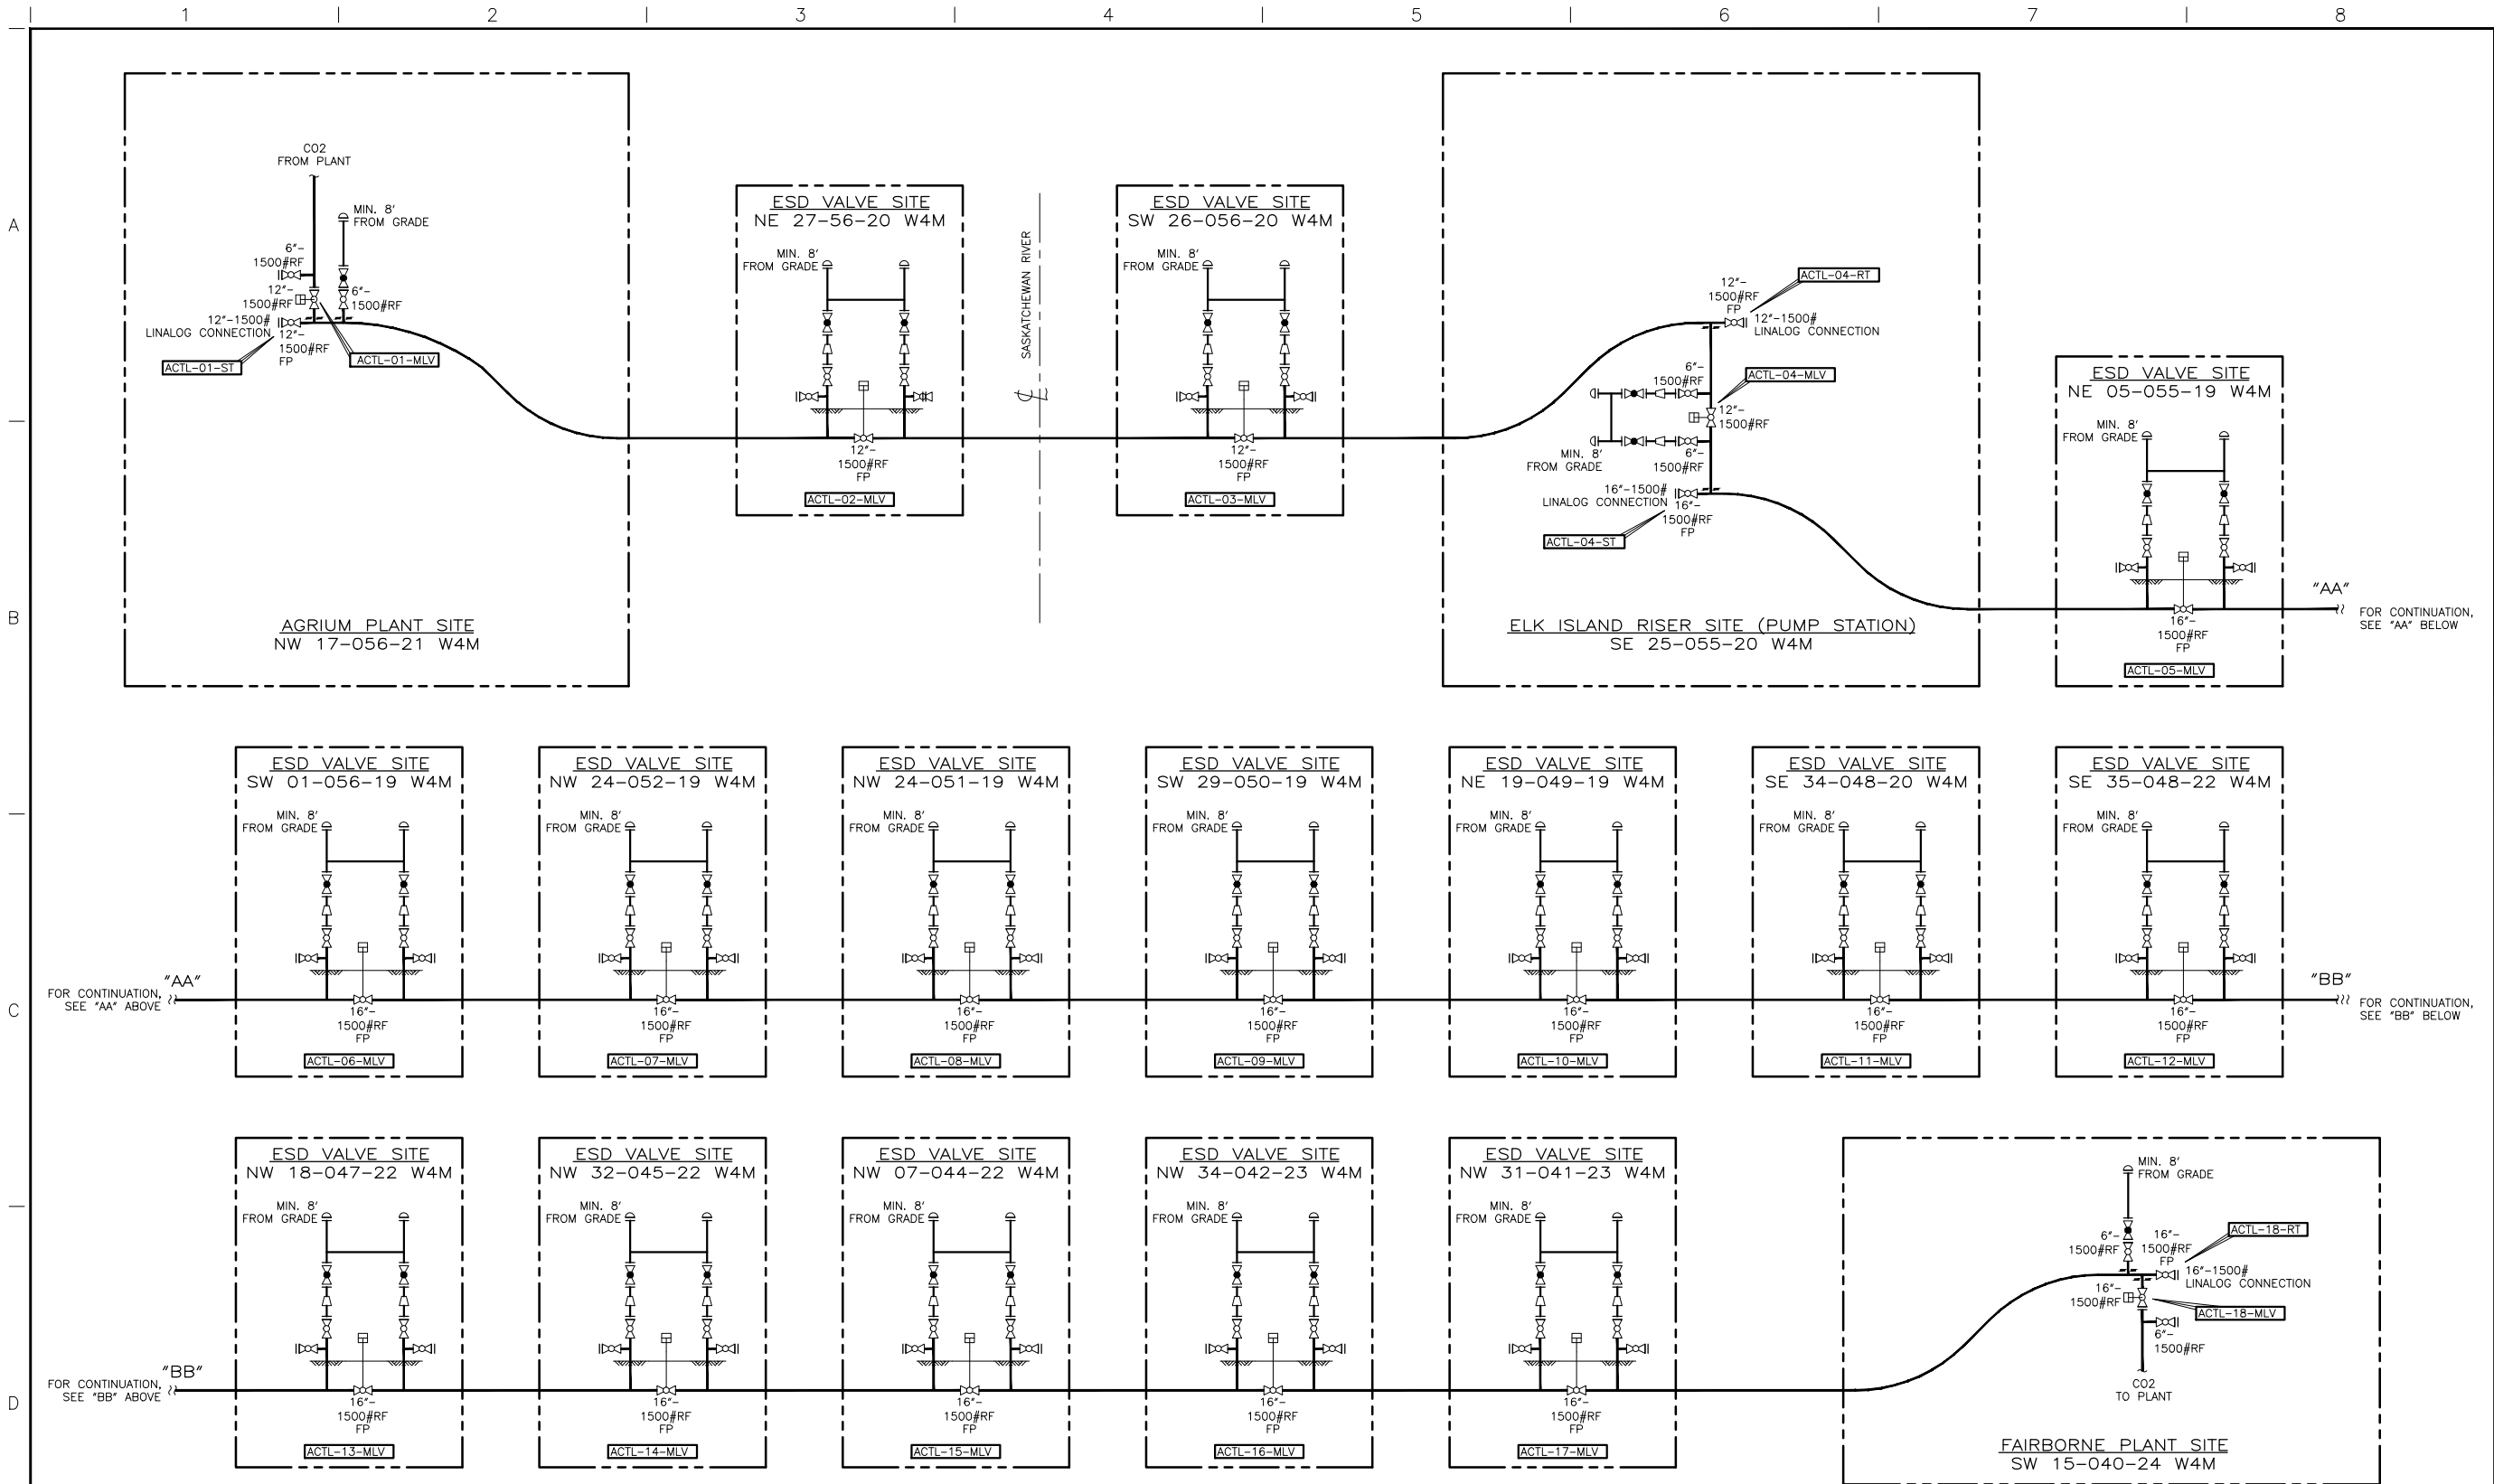 1 2 3 4 5 6 7 8
A
B
C
D
CO2
FROM PLANT
MIN. 8'
FROM GRADE
6"-
1500#RF
12"-
1500#RF
6"-
1500#RF
12"-1500#
LINALOG CONNECTION
12"-
1500#RF
FP
ACTL-01-ST
ACTL-01-MLV
AGRIUM PLANT SITE
NW 17-056-21 W4M
ESD VALVE SITE
NE 27-56-20 W4M
MIN. 8'
FROM GRADE
12"-
1500#RF
FP
ACTL-02-MLV
SASKATCHEWAN RIVER
ESD VALVE SITE
SW 26-056-20 W4M
MIN. 8'
FROM GRADE
12"-
1500#RF
FP
ACTL-03-MLV
12"-
1500#RF
FP
ACTL-04-RT
12"-1500#
LINALOG CONNECTION
6"-
1500#RF
ACTL-04-MLV
12"-
1500#RF
MIN. 8'
FROM GRADE
6"-
1500#RF
16"-1500#
LINALOG CONNECTION
16"-
1500#RF
FP
ACTL-04-ST
ELK ISLAND RISER SITE (PUMP STATION)
SE 25-055-20 W4M
ESD VALVE SITE
NE 05-055-19 W4M
MIN. 8'
FROM GRADE
16"-
1500#RF
FP
ACTL-05-MLV
"AA"
FOR CONTINUATION,
SEE "AA" BELOW
"AA"
FOR CONTINUATION,
SEE "AA" ABOVE
ESD VALVE SITE
SW 01-056-19 W4M
MIN. 8'
FROM GRADE
16"-
1500#RF
FP
ACTL-06-MLV
ESD VALVE SITE
NW 24-052-19 W4M
MIN. 8'
FROM GRADE
16"-
1500#RF
FP
ACTL-07-MLV
ESD VALVE SITE
NW 24-051-19 W4M
MIN. 8'
FROM GRADE
16"-
1500#RF
FP
ACTL-08-MLV
ESD VALVE SITE
SW 29-050-19 W4M
MIN. 8'
FROM GRADE
16"-
1500#RF
FP
ACTL-09-MLV
ESD VALVE SITE
NE 19-049-19 W4M
MIN. 8'
FROM GRADE
16"-
1500#RF
FP
ACTL-10-MLV
ESD VALVE SITE
SE 34-048-20 W4M
MIN. 8'
FROM GRADE
16"-
1500#RF
FP
ACTL-11-MLV
ESD VALVE SITE
SE 35-048-22 W4M
MIN. 8'
FROM GRADE
16"-
1500#RF
FP
ACTL-12-MLV
"BB"
FOR CONTINUATION,
SEE "BB" BELOW
"BB"
FOR CONTINUATION,
SEE "BB" ABOVE
ESD VALVE SITE
NW 18-047-22 W4M
MIN. 8'
FROM GRADE
16"-
1500#RF
FP
ACTL-13-MLV
ESD VALVE SITE
NW 32-045-22 W4M
MIN. 8'
FROM GRADE
16"-
1500#RF
FP
ACTL-14-MLV
ESD VALVE SITE
NW 07-044-22 W4M
MIN. 8'
FROM GRADE
16"-
1500#RF
FP
ACTL-15-MLV
ESD VALVE SITE
NW 34-042-23 W4M
MIN. 8'
FROM GRADE
16"-
1500#RF
FP
ACTL-16-MLV
ESD VALVE SITE
NW 31-041-23 W4M
MIN. 8'
FROM GRADE
16"-
1500#RF
FP
ACTL-17-MLV
MIN. 8'
FROM GRADE
6"-
1500#RF
16"-
1500#RF
FP
ACTL-18-RT
16"-1500#
LINALOG CONNECTION
16"-
1500#RF
ACTL-18-MLV
6"-
1500#RF
CO2
TO PLANT
FAIRBORNE PLANT SITE
SW 15-040-24 W4M